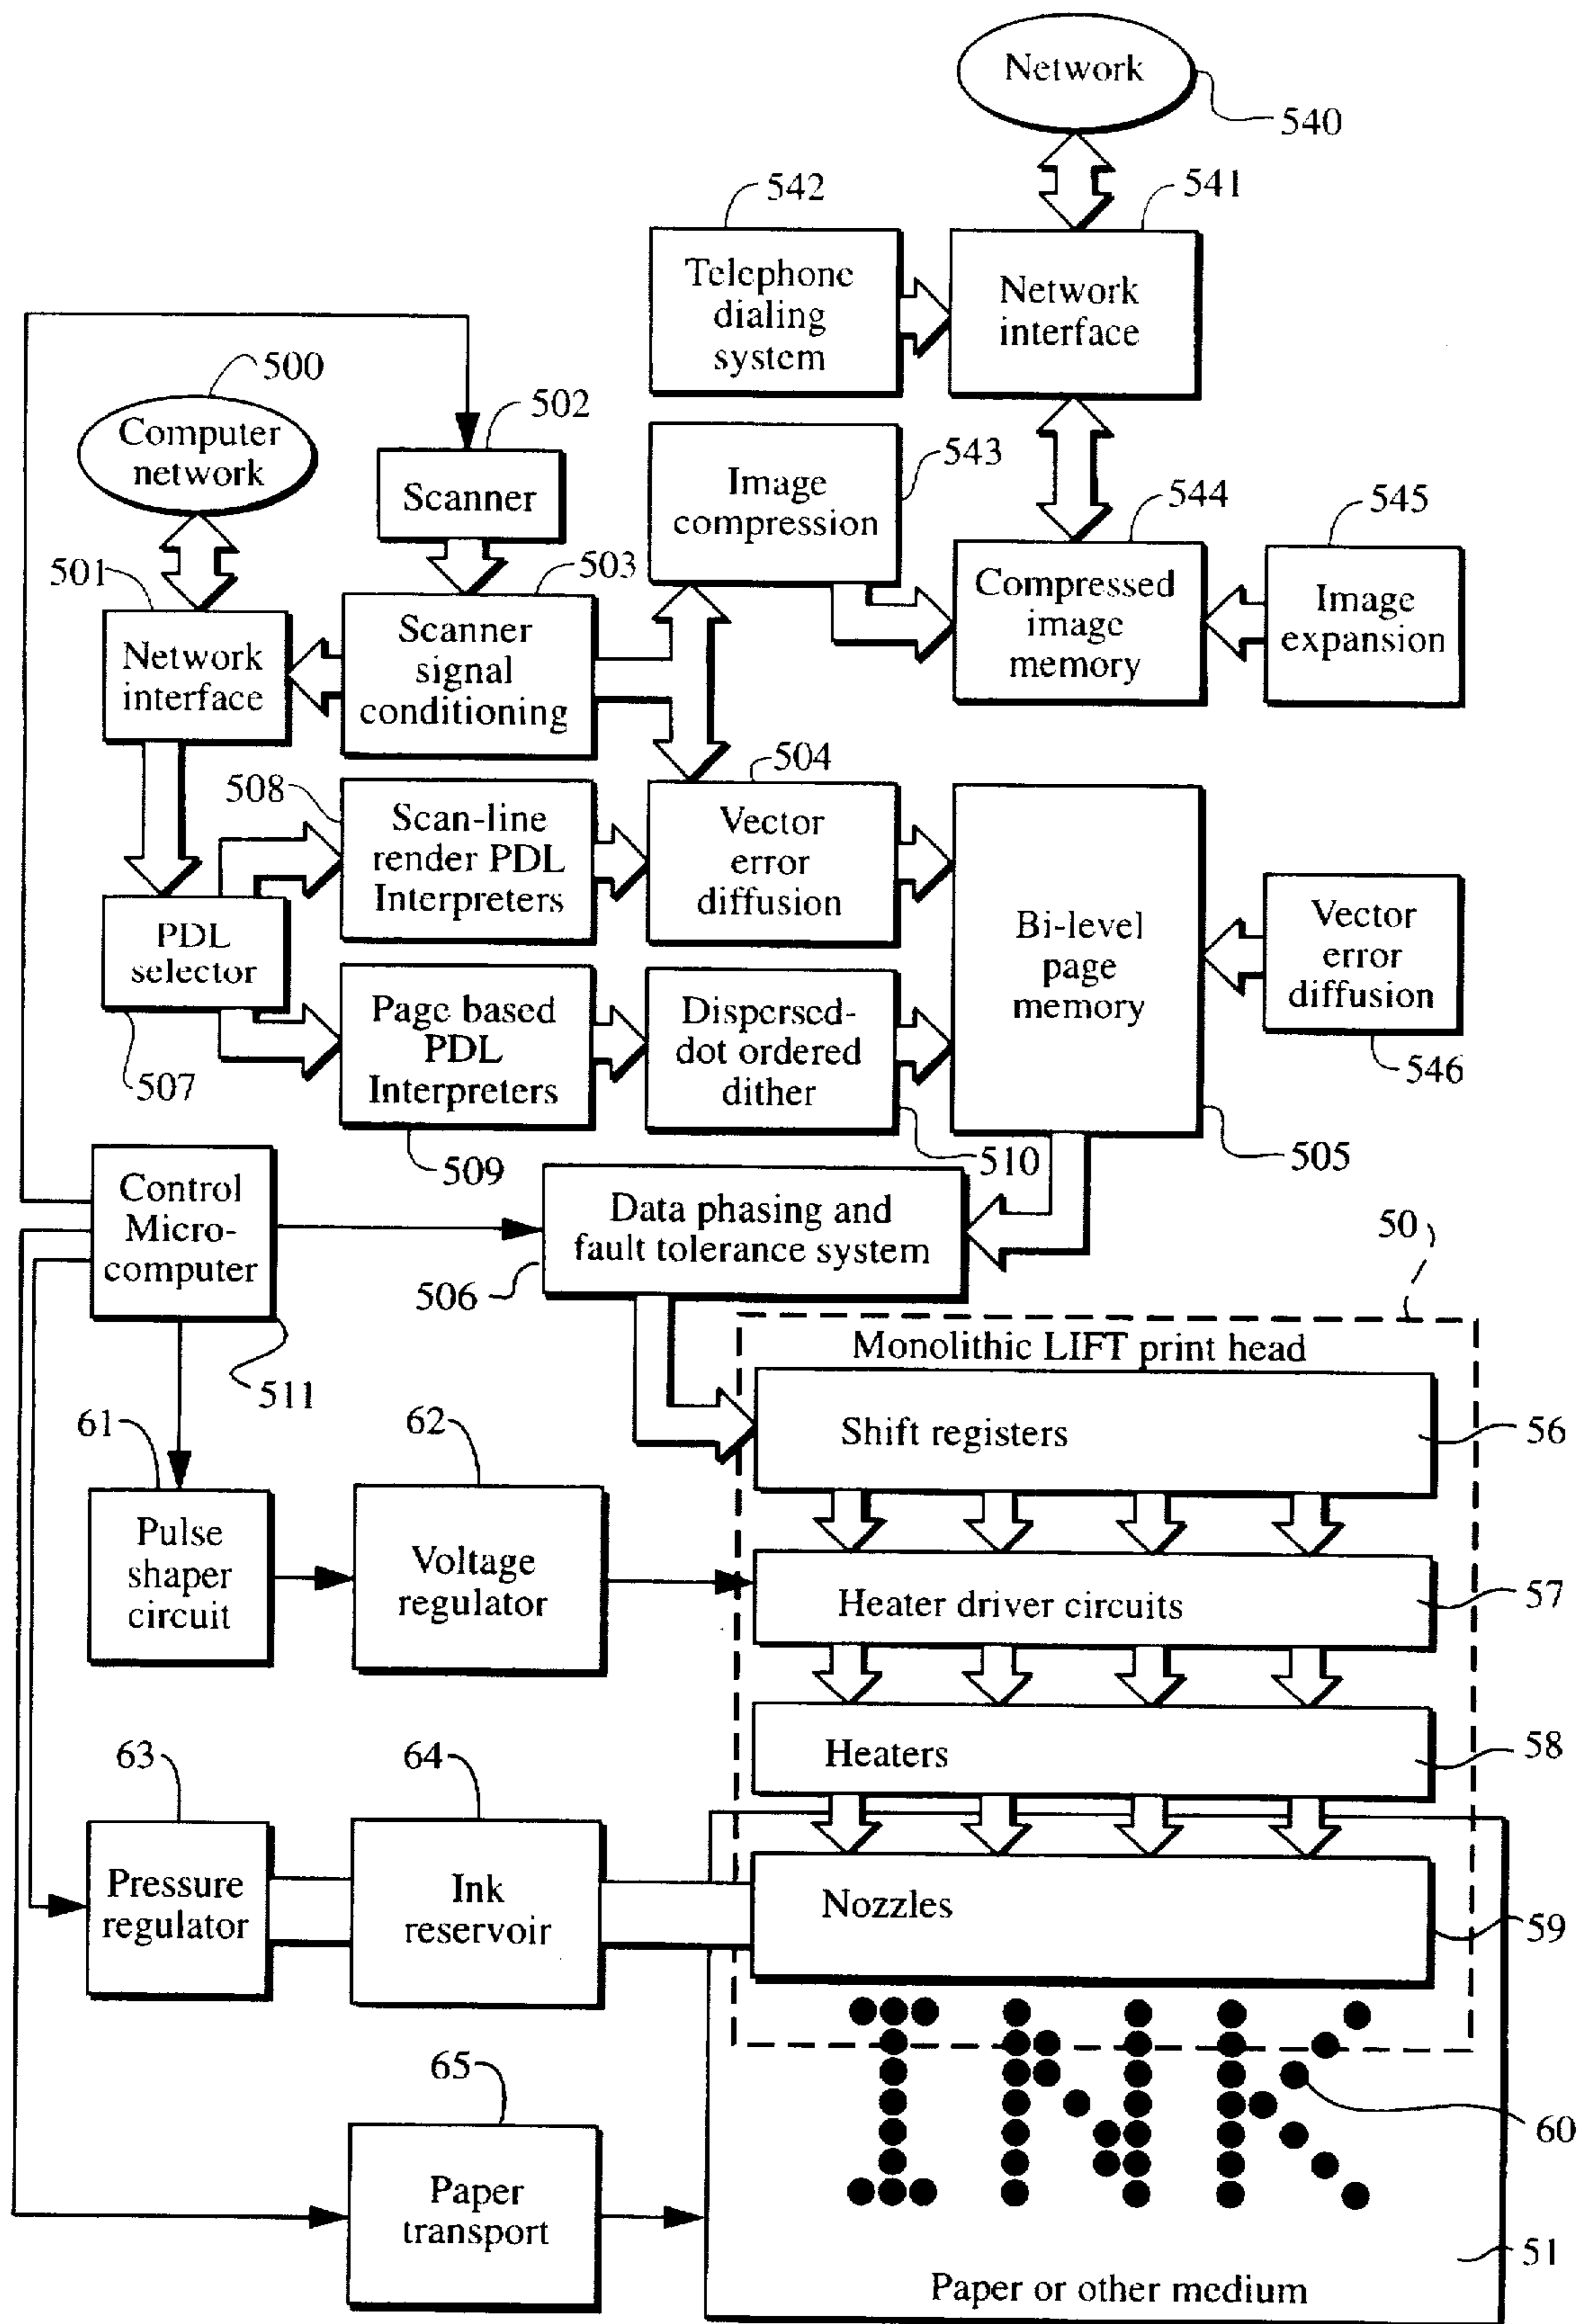 Network
540
542
541
Telephone
dialing
system
Network
interface
500
Computer
network
502
Scanner
543
Image
compression
544
545
Compressed
image
memory
Image
expansion
501
503
Network
interface
Scanner
signal
conditioning
508
504
Scan-line
render PDL
Interpreters
Vector
error
diffusion
Bi-level
page
memory
Vector
error
diffusion
546
PDL
selector
507
Page based
PDL
Interpreters
509
Dispersed-
dot ordered
dither
510
505
Control
Micro-
computer
511
Data phasing and
fault tolerance system
506
50
Monolithic LIFT print head
Shift registers
56
61
62
Pulse
shaper
circuit
Voltage
regulator
Heater driver circuits
57
Heaters
58
63
64
Pressure
regulator
Ink
reservoir
Nozzles
59
INK
60
65
Paper
transport
51
Paper or other medium